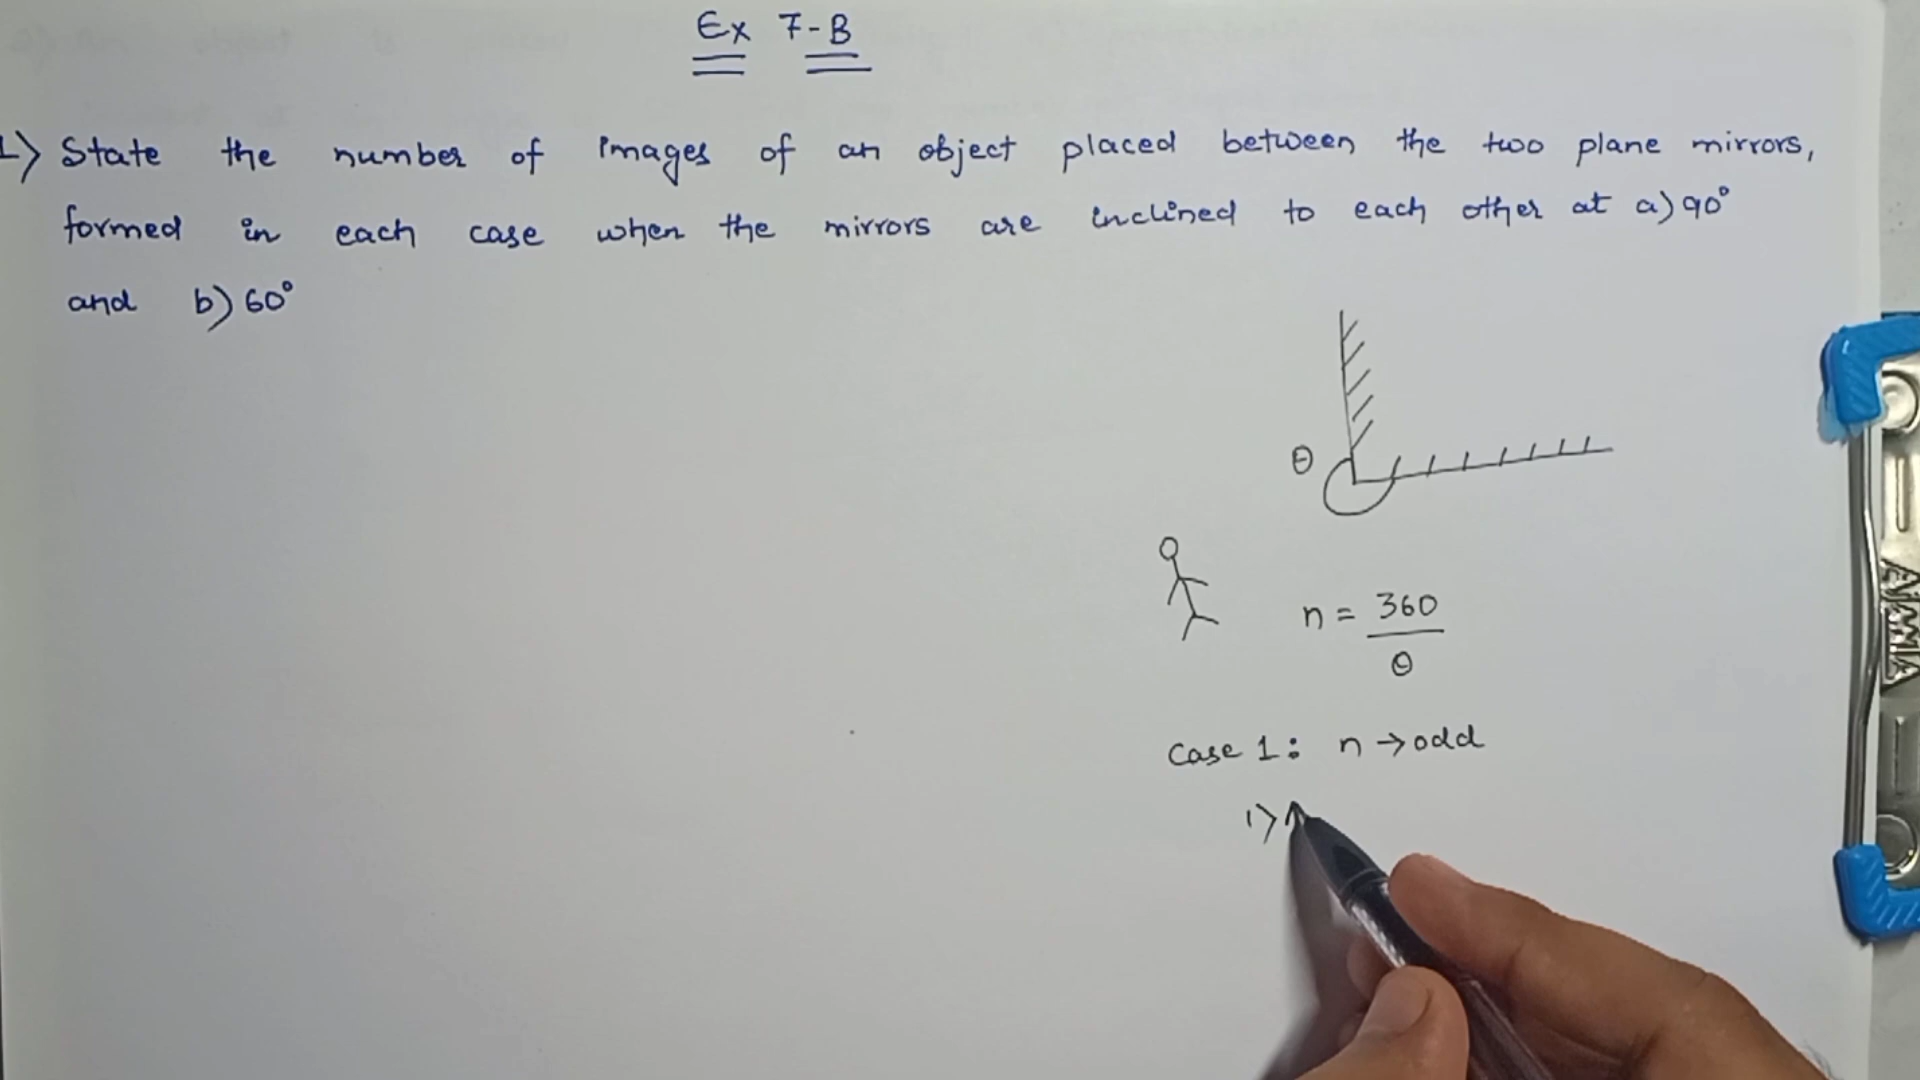 Ex 7-B
1) State the number of images of an object placed between the two plane mirrors,
formed in each case when the mirrors are inclined to each other at a) 90°
and b) 60°
θ
n = 360
θ
Case 1: n → odd
1)